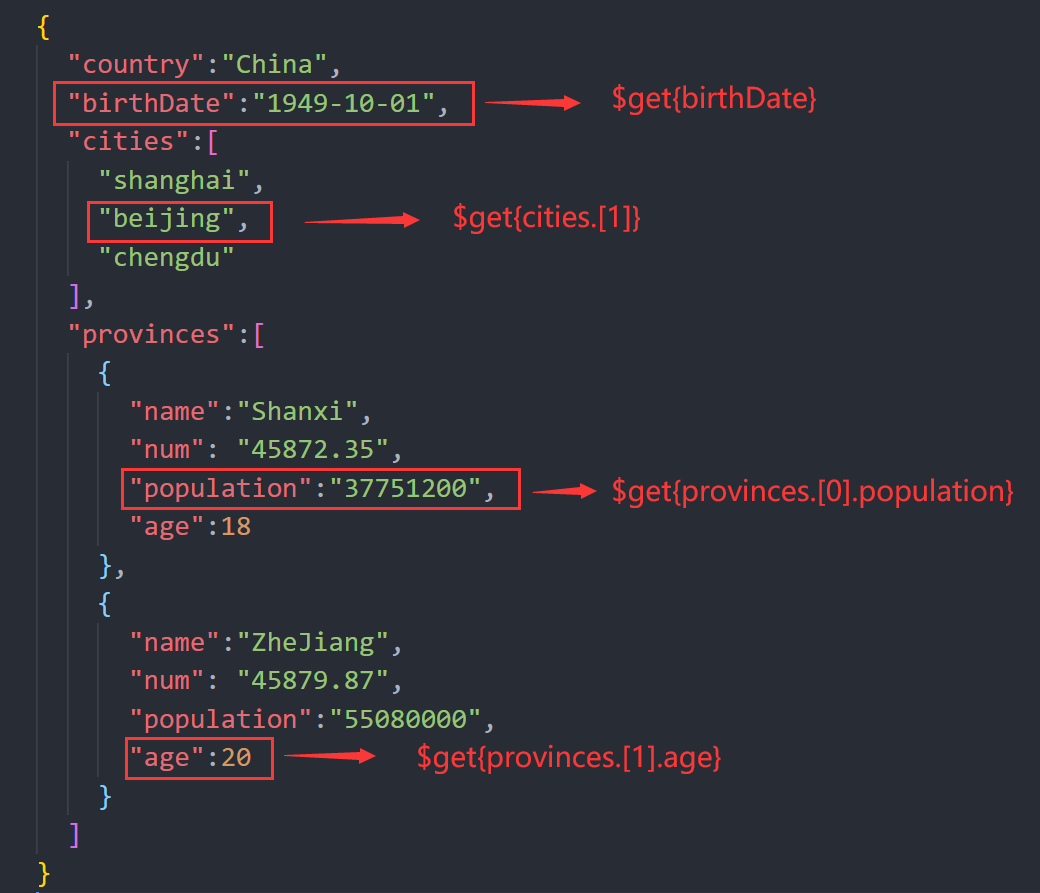 {
"country":"China",
"birthDate":"1949-10-01", $get{birthDate}
"cities":[
"shanghai",
"beijing", $get{cities.[1]}
"chengdu"
],
"provinces":[
{
"name":"Shanxi",
"num": "45872.35",
"population":"37751200", $get{provinces.[0].population}
"age":18
},
{
"name":"ZheJiang",
"num": "45879.87",
"population":"55080000",
"age":20 $get{provinces.[1].age}
}
]
}